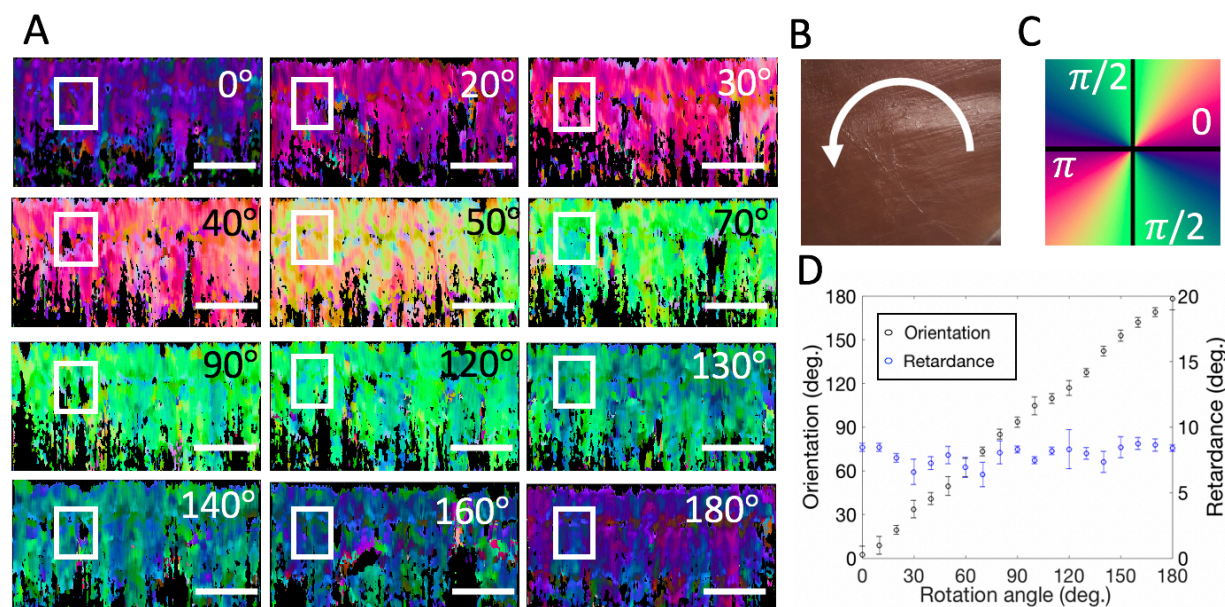 A
0°
20°
30°
40°
50°
70°
90°
120°
130°
140°
160°
180°
B
C
π/2
0
π
π/2
D
180
150
120
90
60
30
0
Orientation (deg.)
Orientation
Retardance
20
15
10
5
0
Retardance (deg.)
0 30 60 90 120 150 180
Rotation angle (deg.)